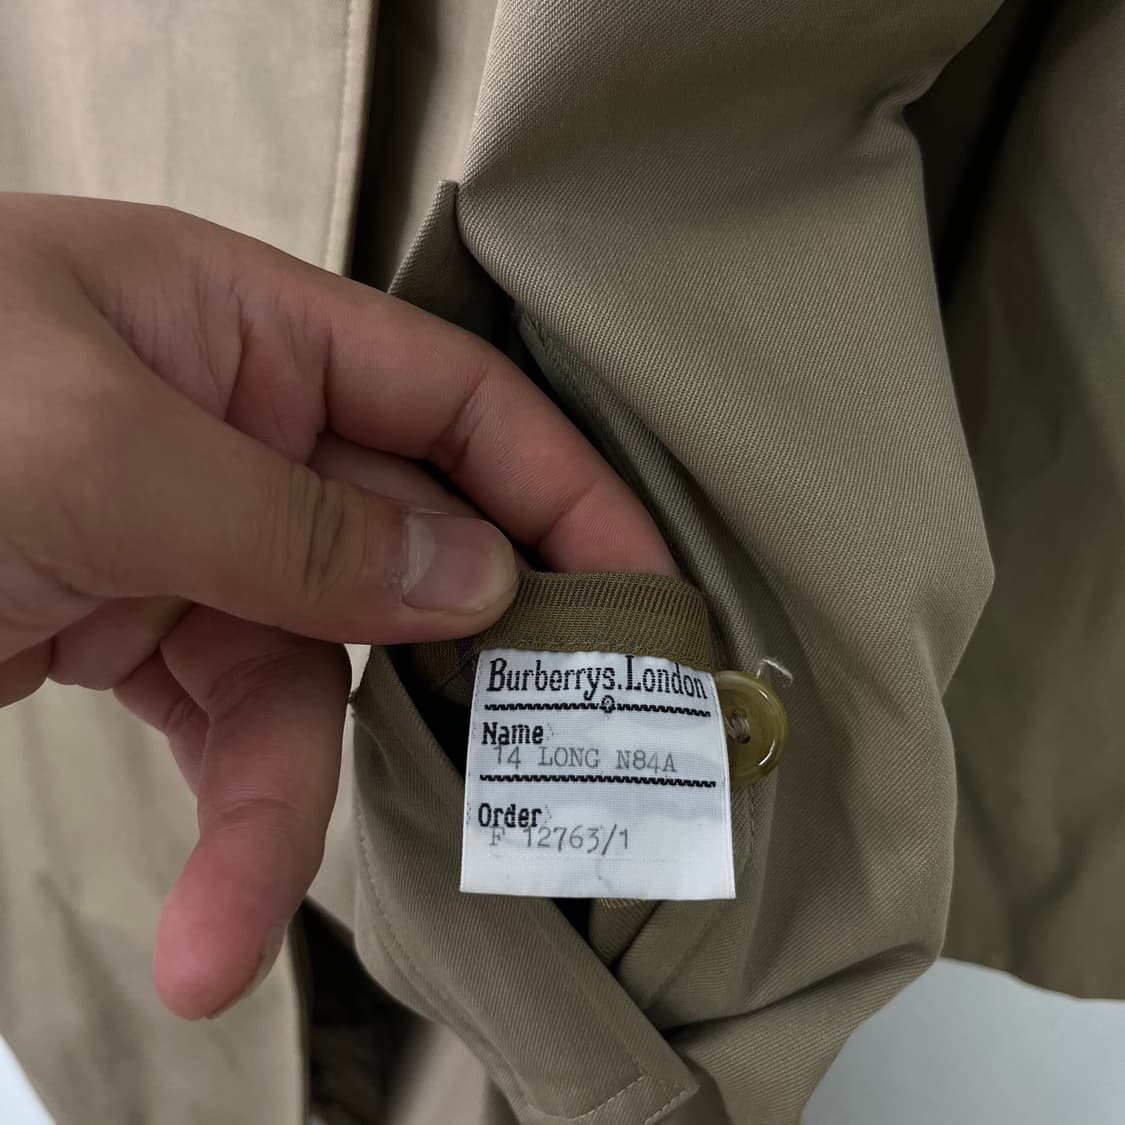 Burberrys. London
Name
14 LONG N84A
Order
F 12763/1